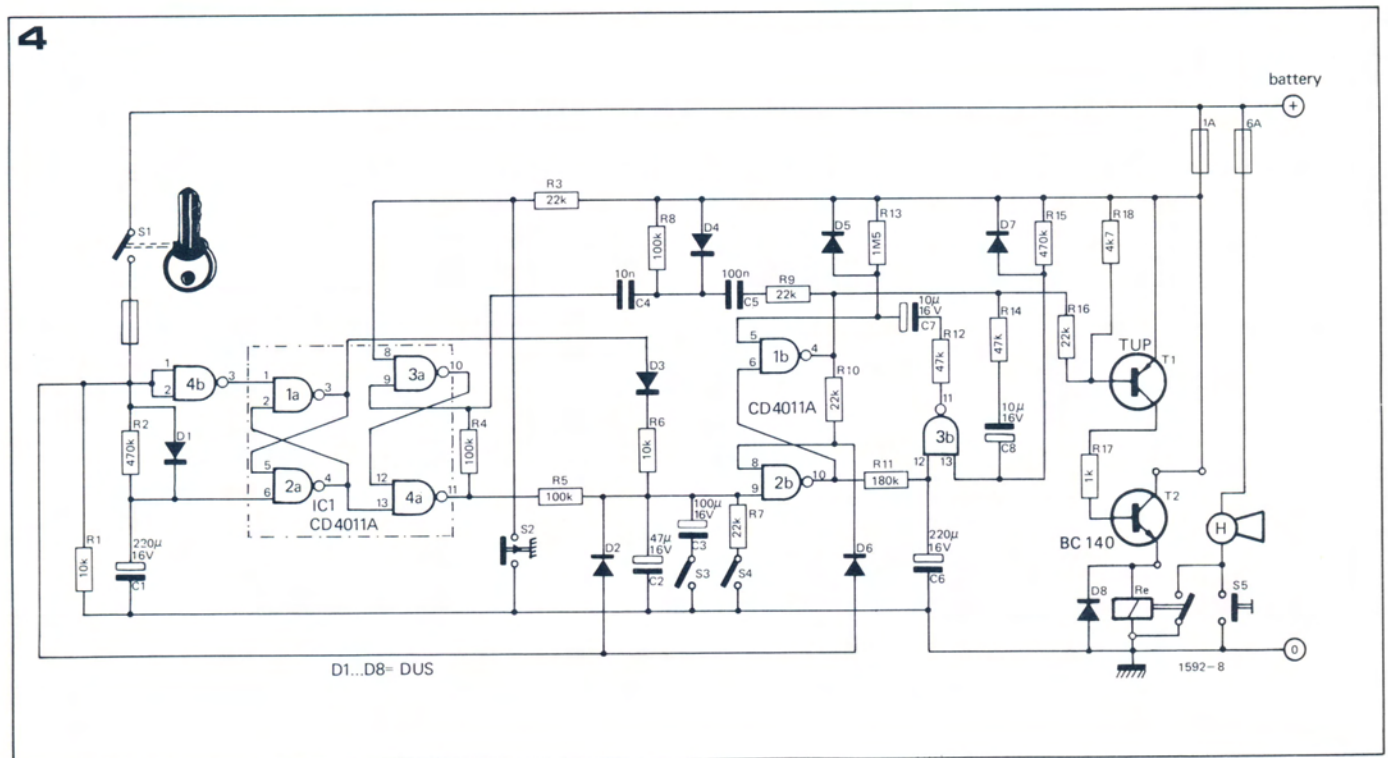 4
battery
+
1A
6A
R3
22k
S1
R8
100k
D4
D5
R13
1M5
D7
R15
470k
R18
4k7
10n
C4
100n
C5
R9
22k
10µ
16V
C7
R12
47k
R14
47k
R16
22k
TUP
T1
8
9
3a
10
1
2
4b
3
1
2
1a
3
5
6
1b
4
R10
22k
CD4011A
11
3b
12
13
10µ
16V
C8
R2
470k
D1
D3
R4
100k
R6
10k
5
6
2a
4
IC1
CD4011A
12
13
4a
11
R5
100k
8
9
2b
10
R11
180k
R17
1k
T2
BC 140
H
R1
10k
220µ
16V
C1
S2
D2
47µ
16V
C2
100µ
16V
C3
S3
R7
22k
S4
D6
220µ
16V
C6
D8
Re
S5
0
D1...D8= DUS
1592-8